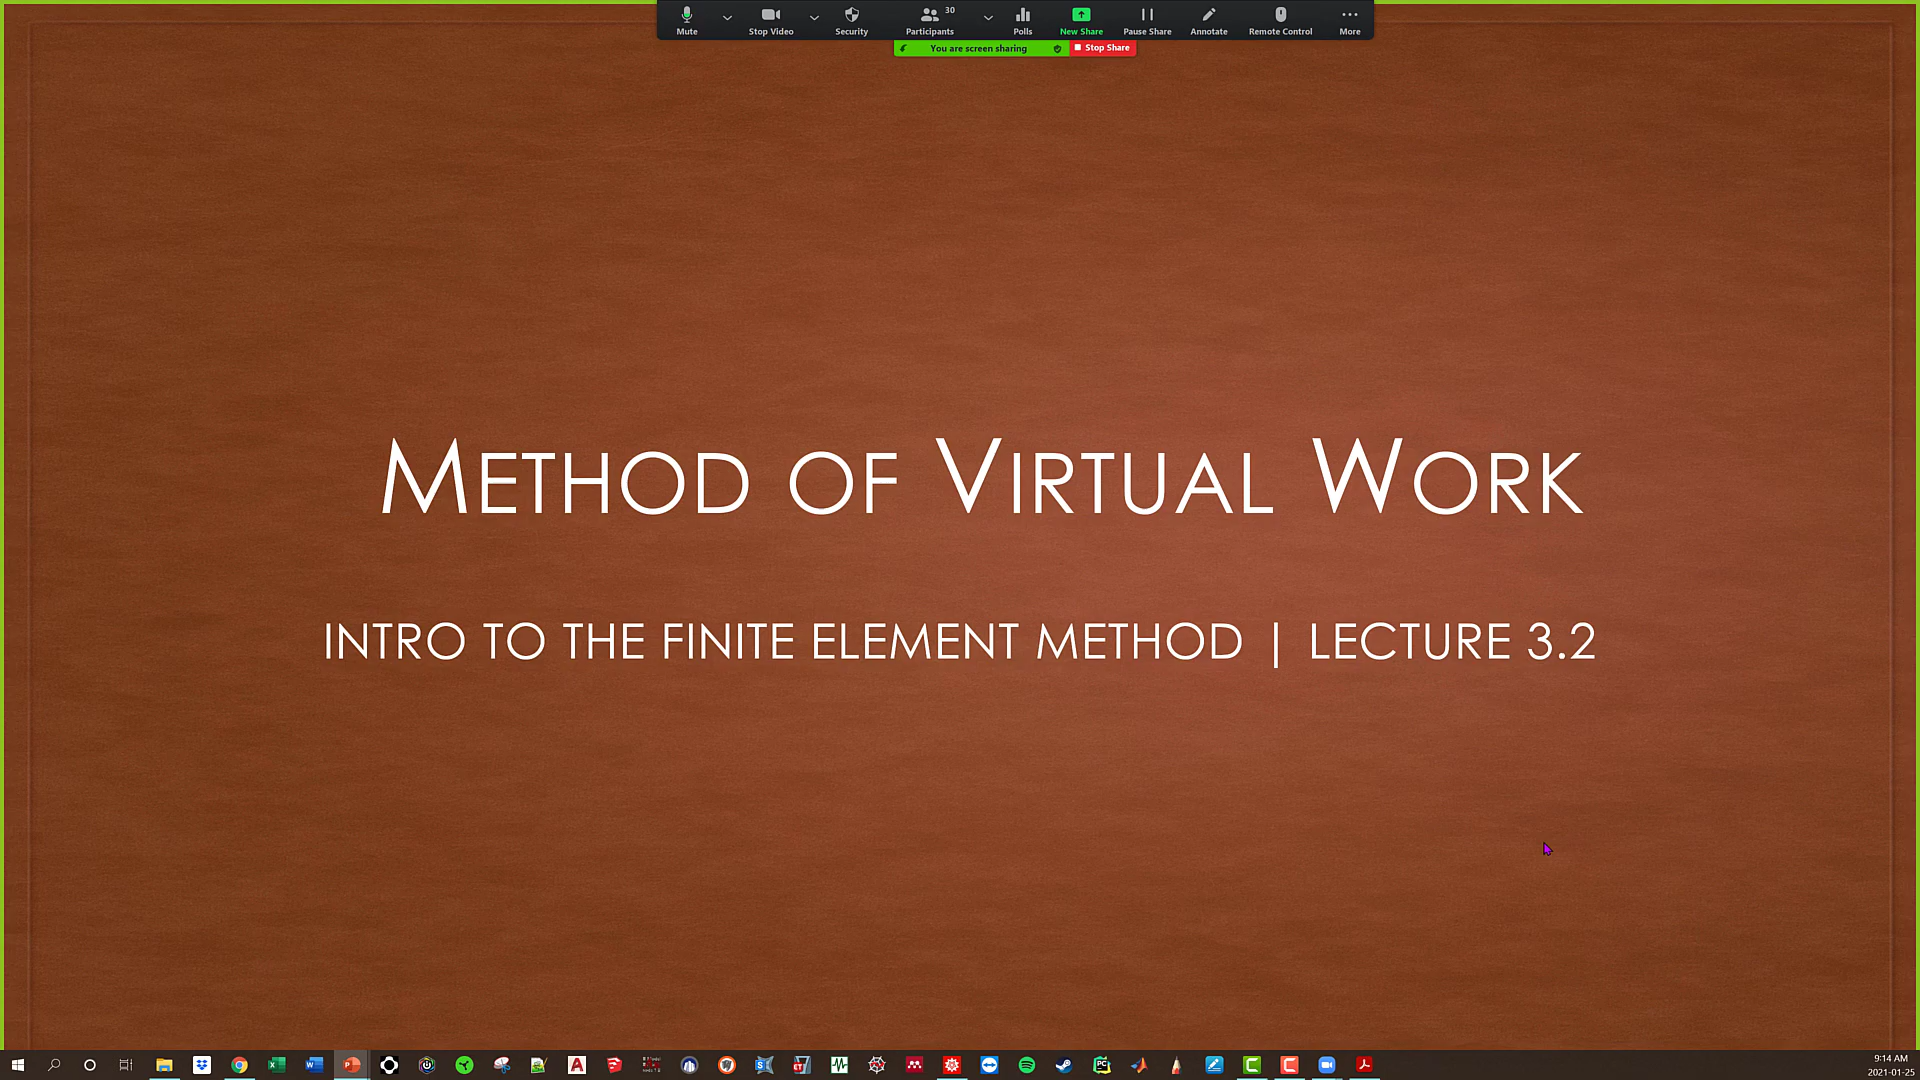 Mute
Stop Video
Security
Participants
30
Polls
New Share
Pause Share
Annotate
Remote Control
More
You are screen sharing
Stop Share
METHOD OF VIRTUAL WORK
INTRO TO THE FINITE ELEMENT METHOD | LECTURE 3.2
9:14 AM
2021-01-25